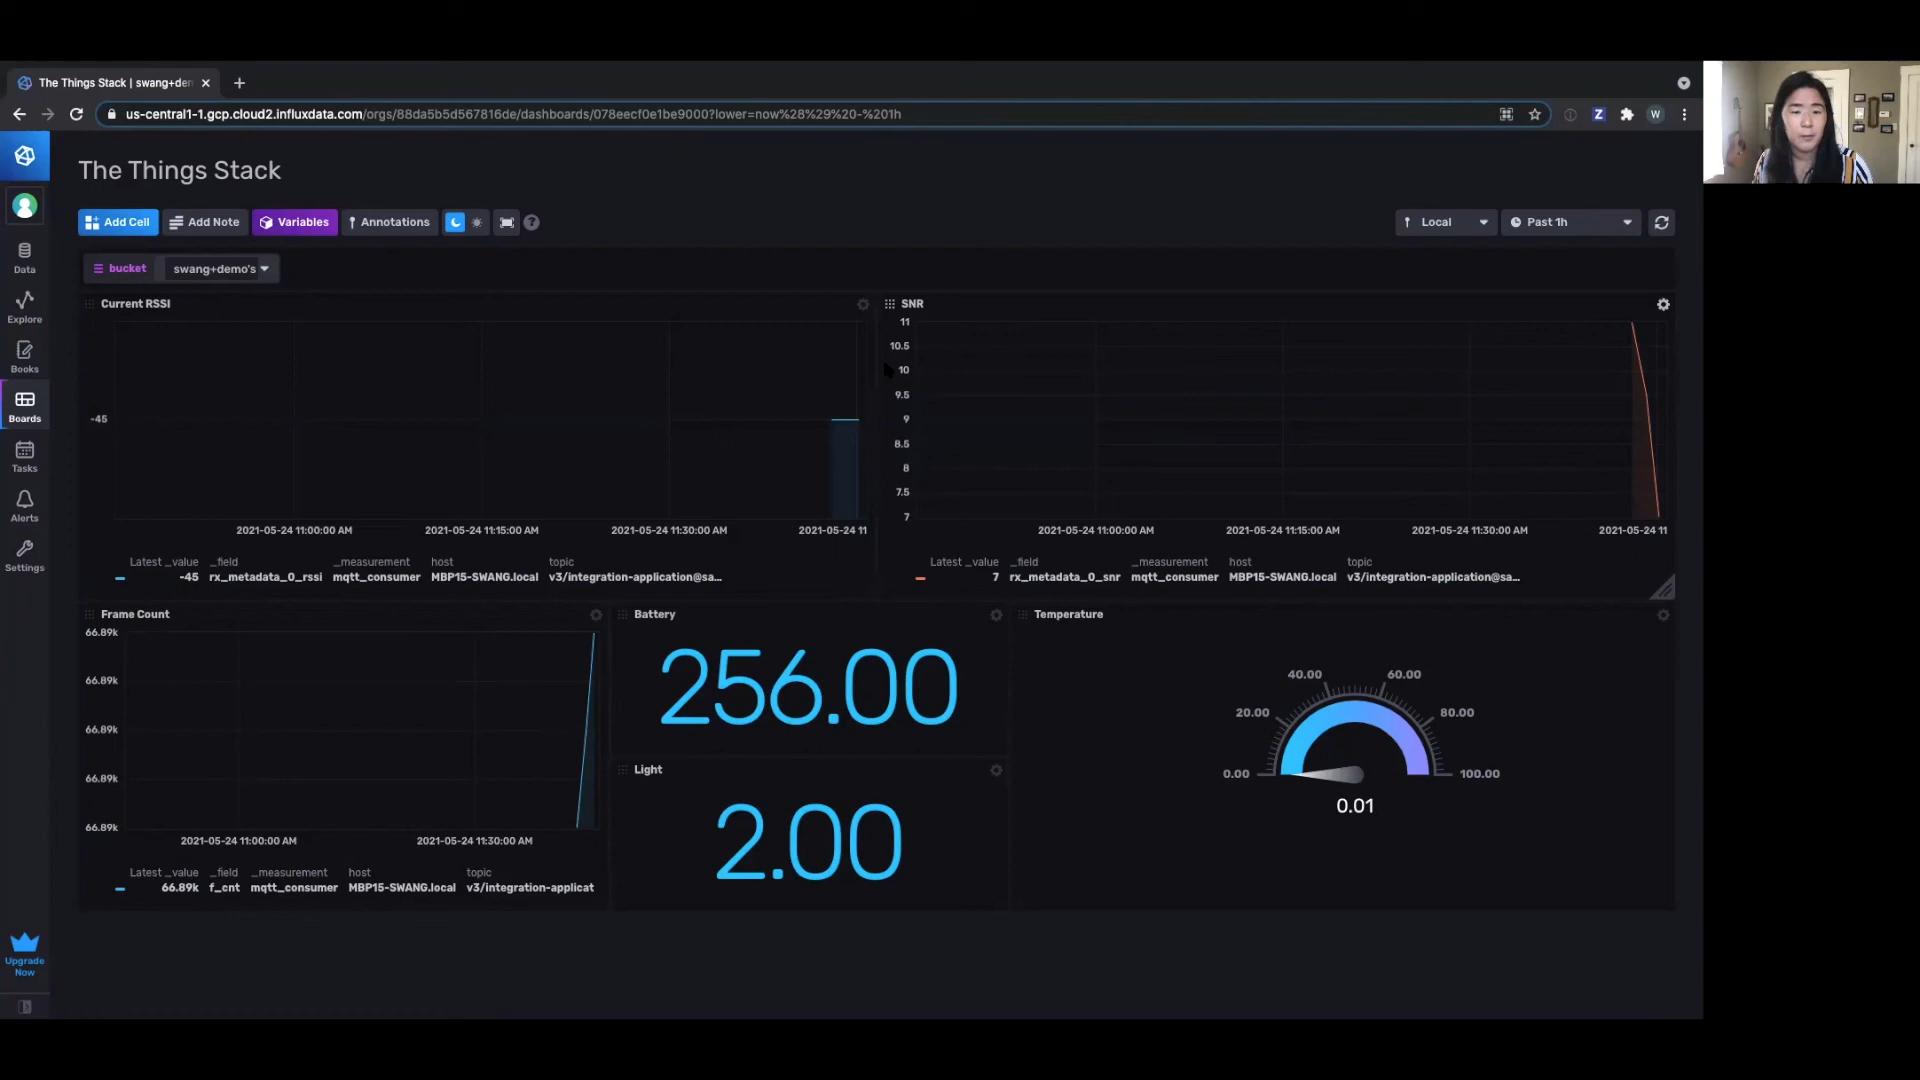 The Things Stack | swang+den
us-central1-1.gcp.cloud2.influxdata.com/orgs/88da5b5d567816de/dashboards/078eecf0e1be9000?lower=now%28%29%20-%201h
Z
W
The Things Stack
Add Cell
Add Note
Variables
Annotations
?
Local
Past 1h
bucket
swang+demo's
Data
Explore
Books
Boards
Tasks
Alerts
Settings
Upgrade
Now
Current RSSI
-45
2021-05-24 11:00:00 AM
2021-05-24 11:15:00 AM
2021-05-24 11:30:00 AM
2021-05-24 11
Latest _value _field _measurement host topic
-45 rx_metadata_0_rssi mqtt_consumer MBP15-SWANG.local v3/integration-application@sa...
SNR
11
10.5
10
9.5
9
8.5
8
7.5
7
2021-05-24 11:00:00 AM
2021-05-24 11:15:00 AM
2021-05-24 11:30:00 AM
2021-05-24 11
Latest _value _field _measurement host topic
7 rx_metadata_0_snr mqtt_consumer MBP15-SWANG.local v3/integration-application@sa...
Frame Count
66.89k
66.89k
66.89k
66.89k
66.89k
2021-05-24 11:00:00 AM
2021-05-24 11:30:00 AM
Latest _value _field _measurement host topic
66.89k f_cnt mqtt_consumer MBP15-SWANG.local v3/integration-applicat
Battery
256.00
Light
2.00
Temperature
0.00
20.00
40.00
60.00
80.00
100.00
0.01